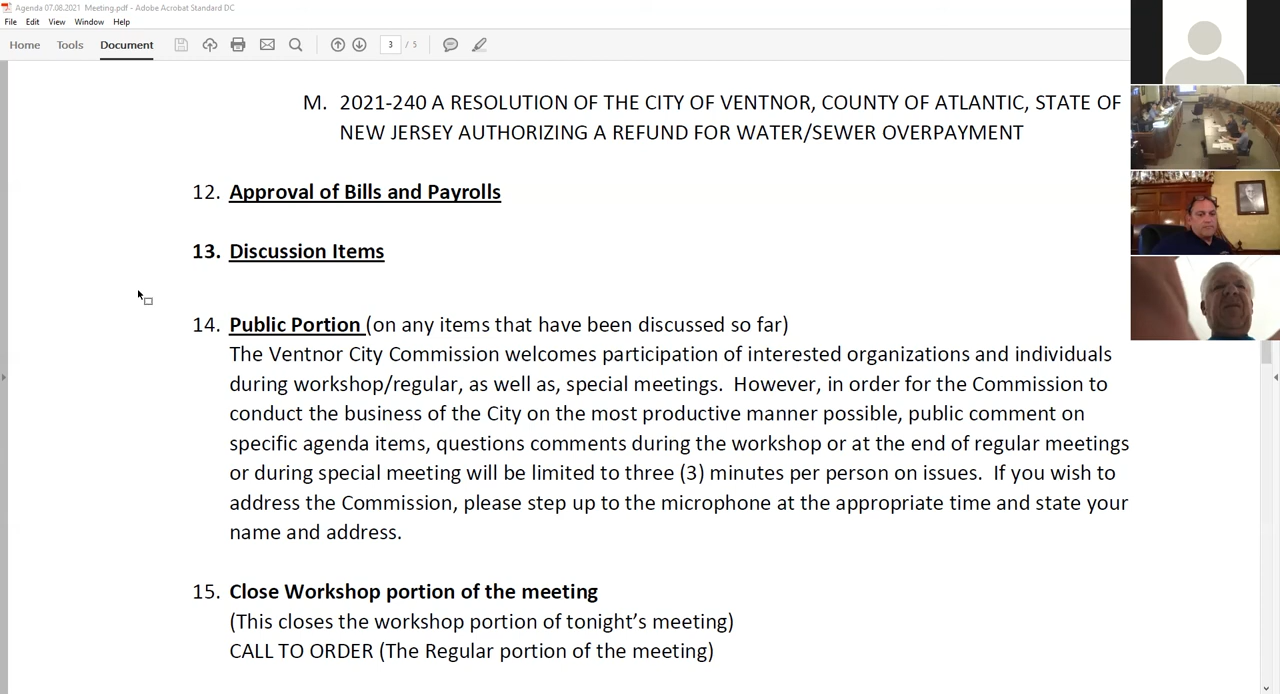 Agenda 07.08.2021 Meeting.pdf - Adobe Acrobat Standard DC
File Edit View Window Help
Home Tools Document 3 / 5
M. 2021-240 A RESOLUTION OF THE CITY OF VENTNOR, COUNTY OF ATLANTIC, STATE OF
NEW JERSEY AUTHORIZING A REFUND FOR WATER/SEWER OVERPAYMENT
12. Approval of Bills and Payrolls
13. Discussion Items
14. Public Portion (on any items that have been discussed so far)
The Ventnor City Commission welcomes participation of interested organizations and individuals
during workshop/regular, as well as, special meetings. However, in order for the Commission to
conduct the business of the City on the most productive manner possible, public comment on
specific agenda items, questions comments during the workshop or at the end of regular meetings
or during special meeting will be limited to three (3) minutes per person on issues. If you wish to
address the Commission, please step up to the microphone at the appropriate time and state your
name and address.
15. Close Workshop portion of the meeting
(This closes the workshop portion of tonight’s meeting)
CALL TO ORDER (The Regular portion of the meeting)